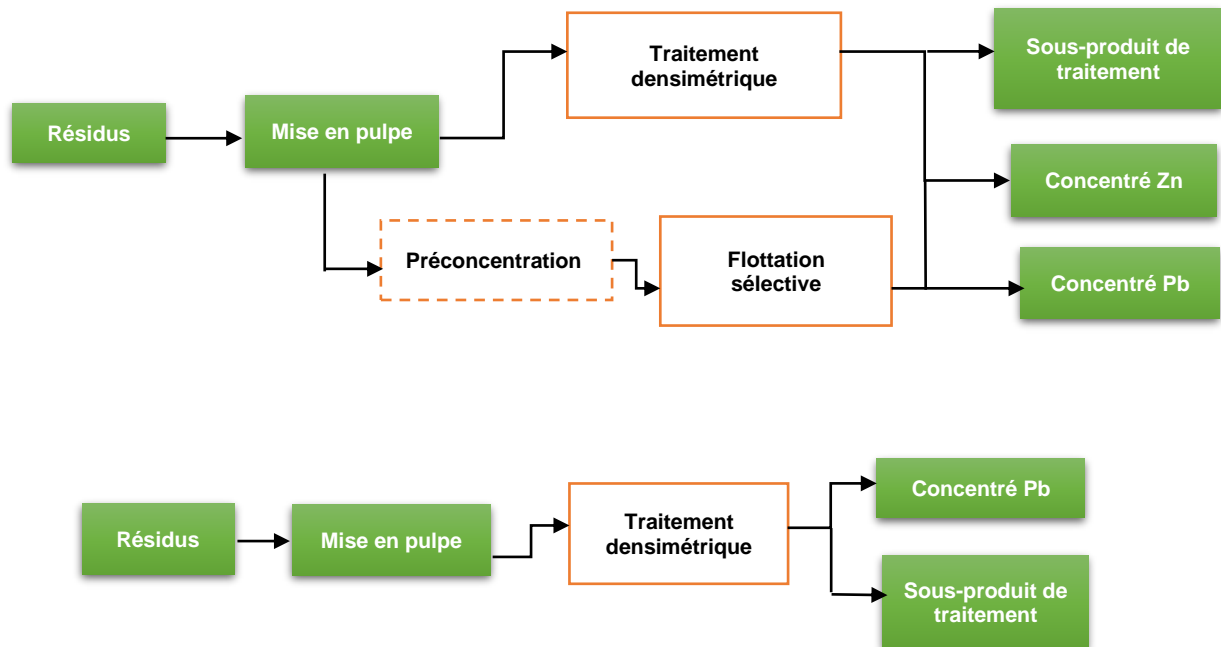 Résidus
Mise en pulpe
Traitement
densimétrique
Sous-produit de
traitement
Préconcentration
Flottation
sélective
Concentré Zn
Concentré Pb
Résidus
Mise en pulpe
Traitement
densimétrique
Concentré Pb
Sous-produit de
traitement